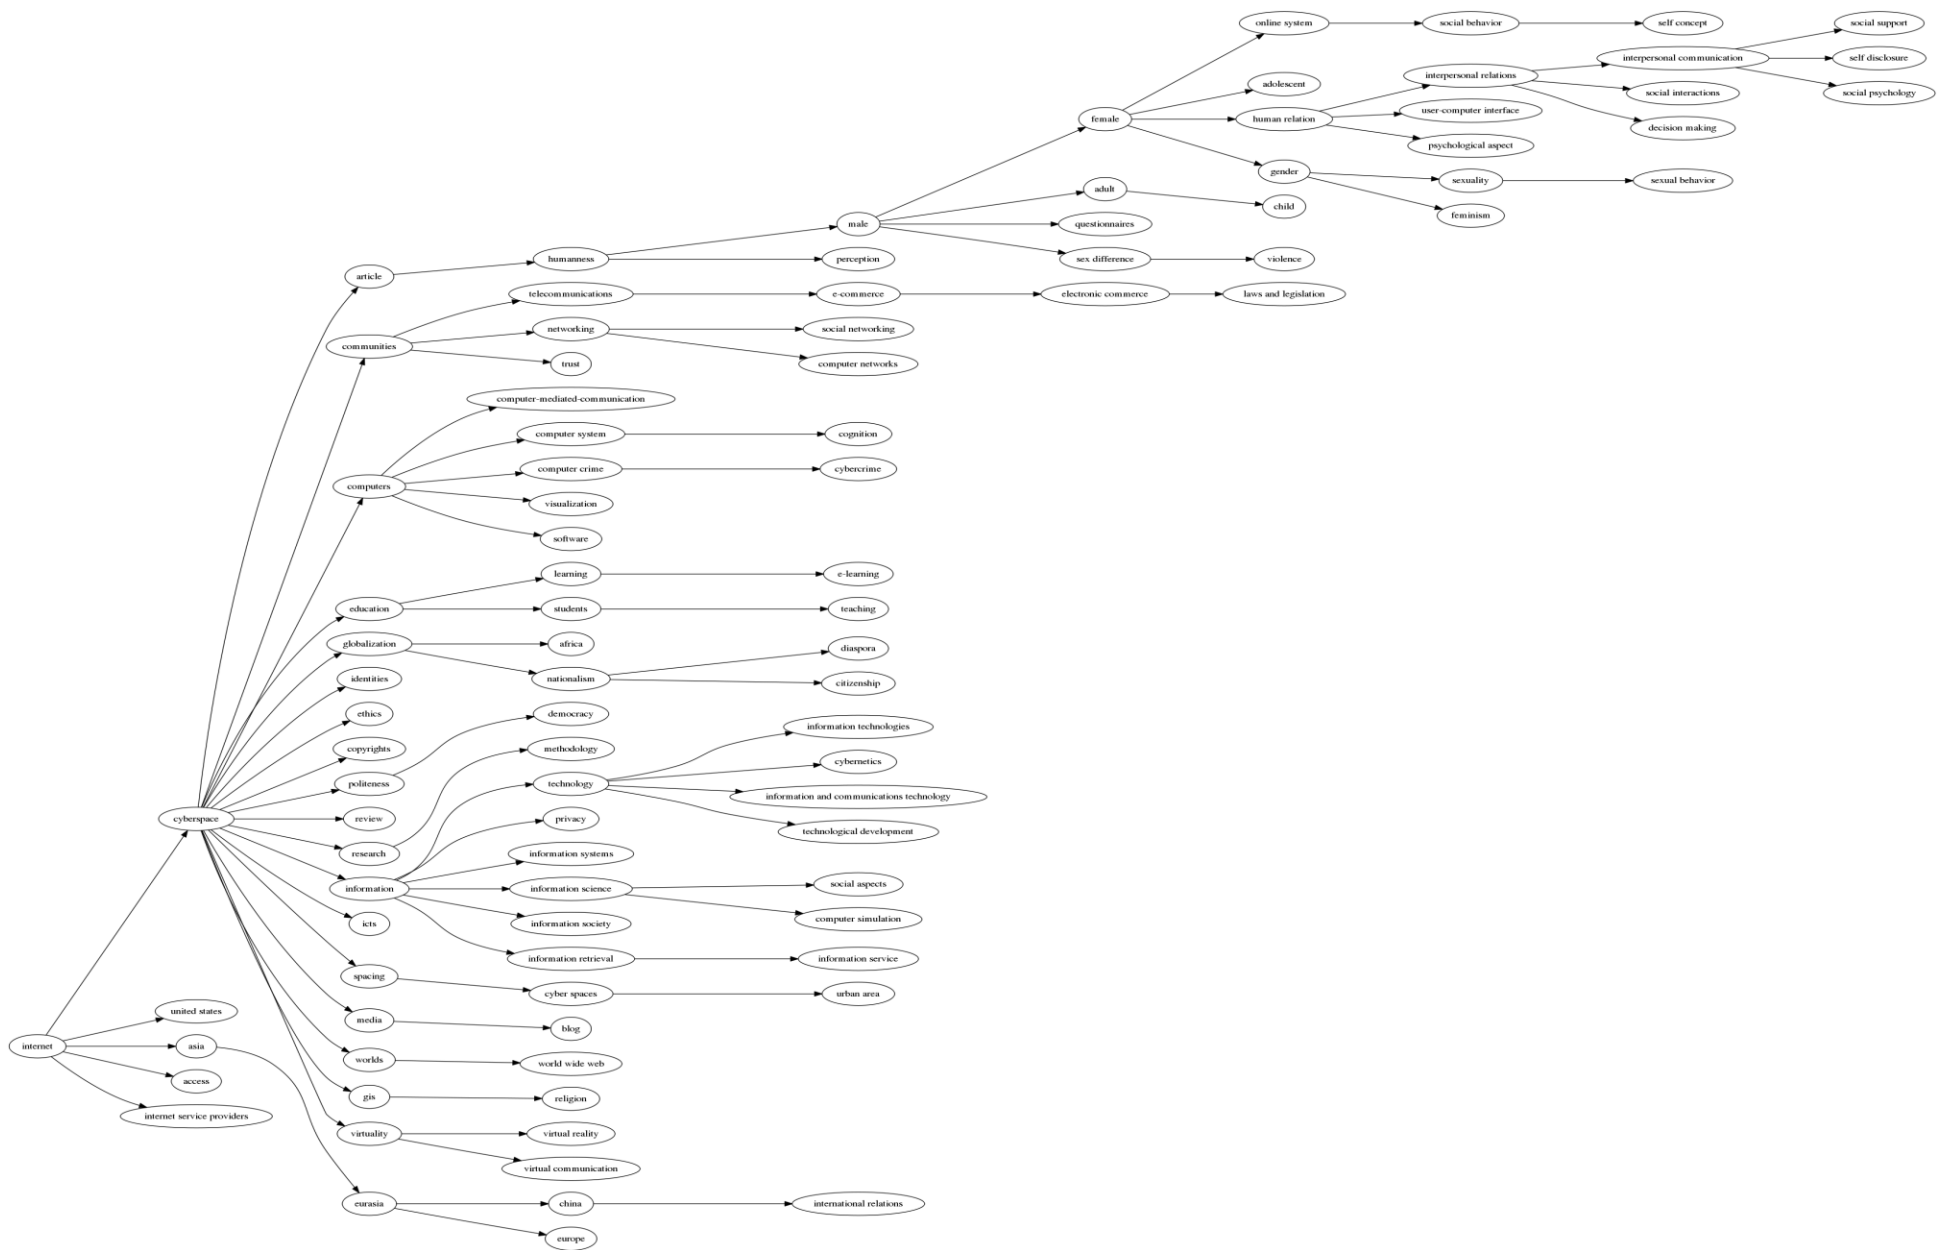 online system
social behavior
self concept
social support
interpersonal communication
self disclosure
interpersonal relations
adolescent
social interactions
social psychology
user-computer interface
female
human relation
decision making
psychological aspect
gender
sexuality
sexual behavior
adult
child
feminism
male
questionnaires
humanness
perception
sex difference
violence
article
telecommunications
e-commerce
electronic commerce
laws and legislation
networking
social networking
communities
trust
computer networks
computer-mediated-communication
computer system
cognition
computer crime
cybercrime
computers
visualization
software
learning
e-learning
education
students
teaching
globalization
africa
diaspora
identities
nationalism
citizenship
ethics
democracy
information technologies
copyrights
methodology
cybernetics
politeness
technology
information and communications technology
cyberspace
review
privacy
technological development
research
information systems
information
information science
social aspects
icts
information society
computer simulation
information retrieval
information service
spacing
cyber spaces
urban area
united states
media
blog
internet
asia
worlds
world wide web
access
gis
religion
internet service providers
virtuality
virtual reality
virtual communication
eurasia
china
international relations
europe